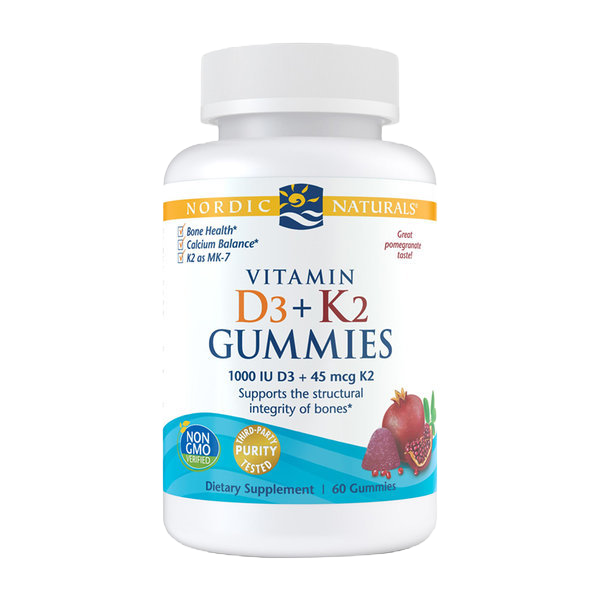 NORDIC NATURALS®
Bone Health*
Calcium Balance*
K2 as MK-7
Great
pomegranate
taste!
VITAMIN
D3+K2
GUMMIES
1000 IU D3 + 45 mcg K2
Supports the structural
integrity of bones*
NON
GMO
VERIFIED
THIRD-PARTY
PURITY
TESTED
Dietary Supplement | 60 Gummies